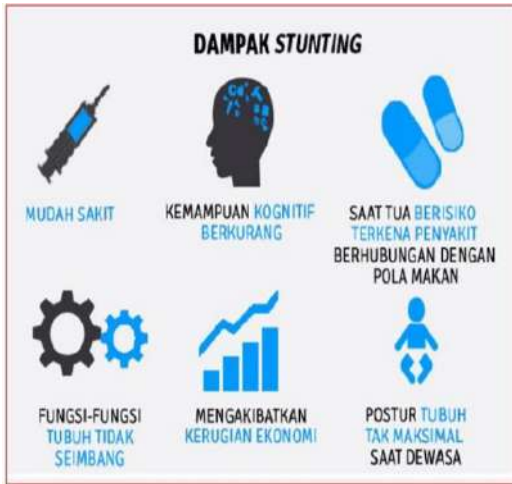 DAMPAK STUNTING
MUDAH SAKIT
KEMAMPUAN KOGNITIF
BERKURANG
SAAT TUA BERISIKO
TERKENA PENYAKIT
BERHUBUNGAN DENGAN
POLA MAKAN
FUNGSI-FUNGSI
TUBUH TIDAK
SEIMBANG
MENGAKIBATKAN
KERUGIAN EKONOMI
POSTUR TUBUH
TAK MAKSIMAL
SAAT DEWASA